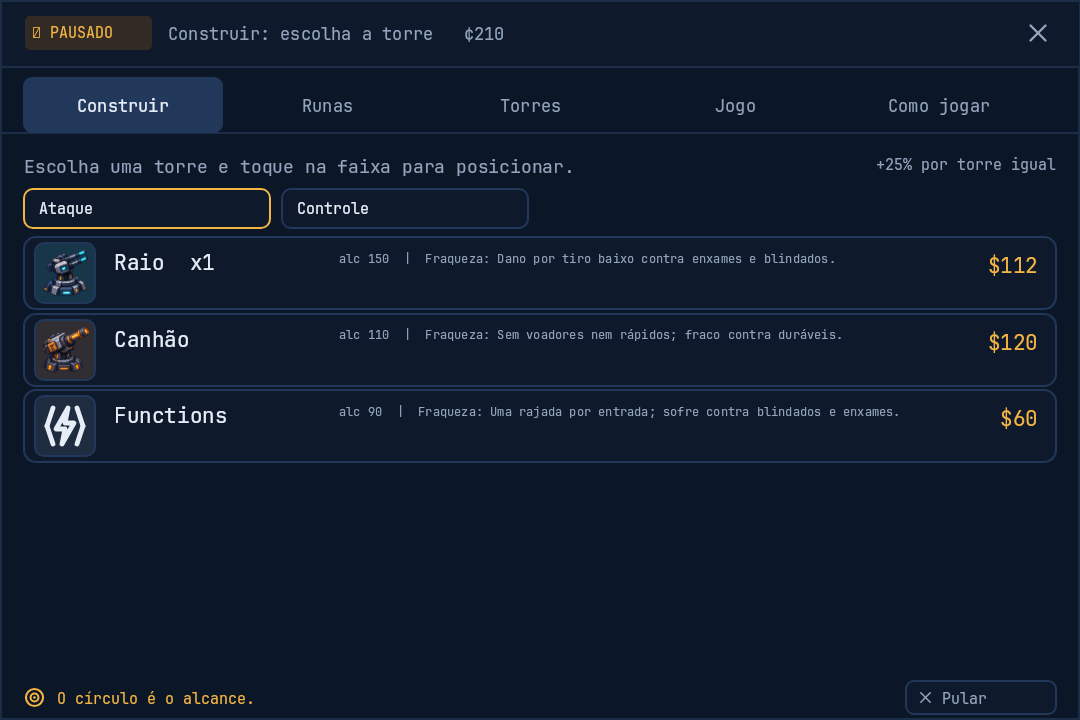 PAUSADO Construir: escolha a torre ¢210
Construir Runas Torres Jogo Como jogar
Escolha uma torre e toque na faixa para posicionar. +25% por torre igual
Ataque Controle
Raio x1 alc 150 | Fraqueza: Dano por tiro baixo contra enxames e blindados. $112
Canhão alc 110 | Fraqueza: Sem voadores nem rápidos; fraco contra duráveis. $120
Functions alc 90 | Fraqueza: Uma rajada por entrada; sofre contra blindados e enxames. $60
O círculo é o alcance. Pular